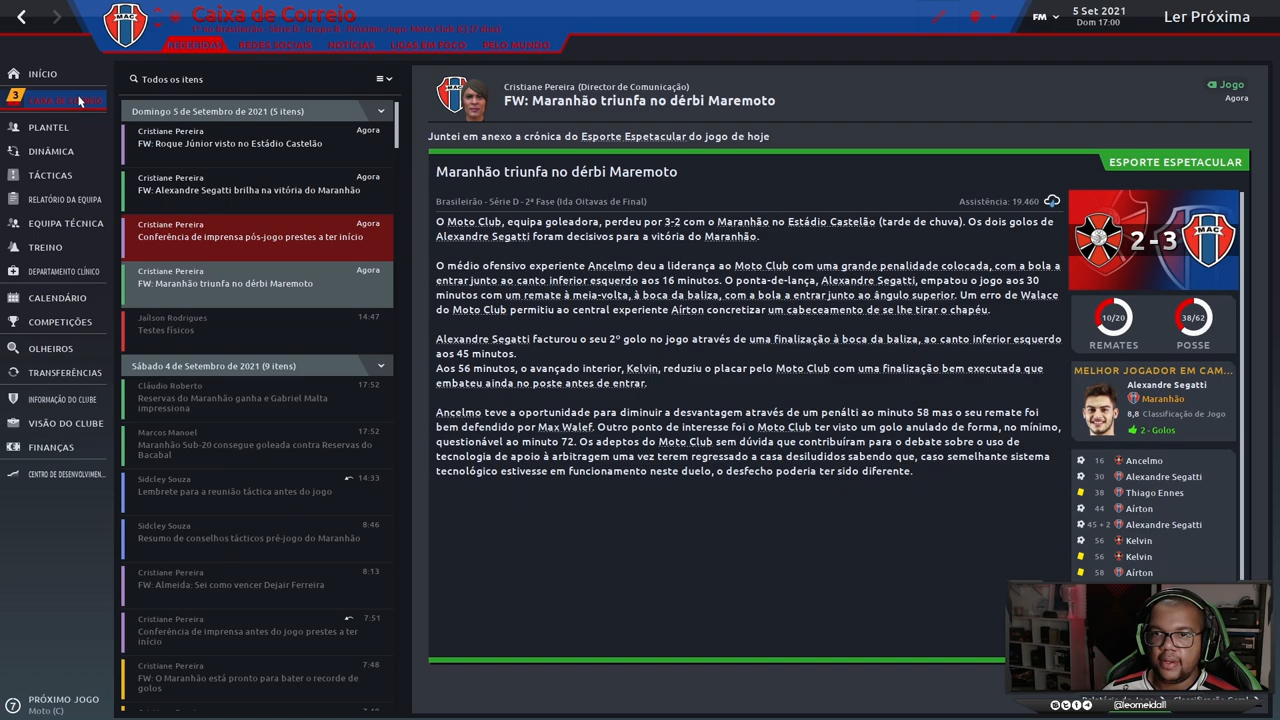 Caixa de Correio
RECEBIDAS REDES SOCIAIS NOTÍCIAS LIGAS EM FOCO PELO MUNDO
FM
5 Set 2021
Dom 17:00
Ler Próxima
INÍCIO
3
CAIXA DE CORREIO
PLANTEL
DINÂMICA
TÁCTICAS
RELATÓRIO DA EQUIPA
EQUIPA TÉCNICA
TREINO
DEPARTAMENTO CLÍNICO
CALENDÁRIO
COMPETIÇÕES
OLHEIROS
TRANSFERÊNCIAS
INFORMAÇÃO DO CLUBE
VISÃO DO CLUBE
FINANÇAS
CENTRO DE DESENVOLVIMEN...
PRÓXIMO JOGO
Moto (C)
Todos os itens
Domingo 5 de Setembro de 2021 (5 itens)
Cristiane Pereira Agora
FW: Roque Júnior visto no Estádio Castelão
Cristiane Pereira Agora
FW: Alexandre Segatti brilha na vitória do Maranhão
Cristiane Pereira Agora
Conferência de imprensa pós-jogo prestes a ter início
Cristiane Pereira Agora
FW: Maranhão triunfa no dérbi Maremoto
Jaílson Rodrigues 14:47
Testes físicos
Sábado 4 de Setembro de 2021 (9 itens)
Cláudio Roberto 17:52
Reservas do Maranhão ganha e Gabriel Malta
impressiona
Marcos Manoel 17:52
Maranhão Sub-20 consegue goleada contra Reservas do
Bacabal
Sidcley Souza 14:33
Lembrete para a reunião táctica antes do jogo
Sidcley Souza 8:46
Resumo de conselhos tácticos pré-jogo do Maranhão
Cristiane Pereira 8:13
FW: Almeida: Sei como vencer Dejair Ferreira
Cristiane Pereira 7:51
Conferência de imprensa antes do jogo prestes a ter
início
Cristiane Pereira 7:48
FW: O Maranhão está pronto para bater o recorde de
golos
Cristiane Pereira (Director de Comunicação)
FW: Maranhão triunfa no dérbi Maremoto
Jogo
Agora
Juntei em anexo a crónica do Esporte Espetacular do jogo de hoje
ESPORTE ESPETACULAR
Maranhão triunfa no dérbi Maremoto
Brasileirão - Série D - 2ª Fase (Ida Oitavas de Final) Assistência: 19.460
O Moto Club, equipa goleadora, perdeu por 3-2 com o Maranhão no Estádio Castelão (tarde de chuva). Os dois golos de
Alexandre Segatti foram decisivos para a vitória do Maranhão.
O médio ofensivo experiente Ancelmo deu a liderança ao Moto Club com uma grande penalidade colocada, com a bola a
entrar junto ao canto inferior esquerdo aos 16 minutos. O ponta-de-lança, Alexandre Segatti, empatou o jogo aos 30
minutos com um remate à meia-volta, à boca da baliza, com a bola a entrar junto ao ângulo superior. Um erro de Walace
do Moto Club permitiu ao central experiente Aírton concretizar um cabeceamento de se lhe tirar o chapéu.
Alexandre Segatti facturou o seu 2º golo no jogo através de uma finalização à boca da baliza, ao canto inferior esquerdo
aos 45 minutos.
Aos 56 minutos, o avançado interior, Kelvin, reduziu o placar pelo Moto Club com uma finalização bem executada que
embateu ainda no poste antes de entrar.
Ancelmo teve a oportunidade para diminuir a desvantagem através de um penálti ao minuto 58 mas o seu remate foi
bem defendido por Max Walef. Outro ponto de interesse foi o Moto Club ter visto um golo anulado de forma, no mínimo,
questionável ao minuto 72. Os adeptos do Moto Club sem dúvida que contribuíram para o debate sobre o uso de
tecnologia de apoio à arbitragem uma vez terem regressado a casa desiludidos sabendo que, caso semelhante sistema
tecnológico estivesse em funcionamento neste duelo, o desfecho poderia ter sido diferente.
MAC
2-3
10/20 38/62
REMATES POSSE
MELHOR JOGADOR EM CAM...
Alexandre Segatti
Maranhão
8,8 Classificação de Jogo
2 - Golos
16 Ancelmo
30 Alexandre Segatti
38 Thiago Ennes
44 Aírton
45 + 2 Alexandre Segatti
56 Kelvin
56 Kelvin
58 Aírton
@leomeidall